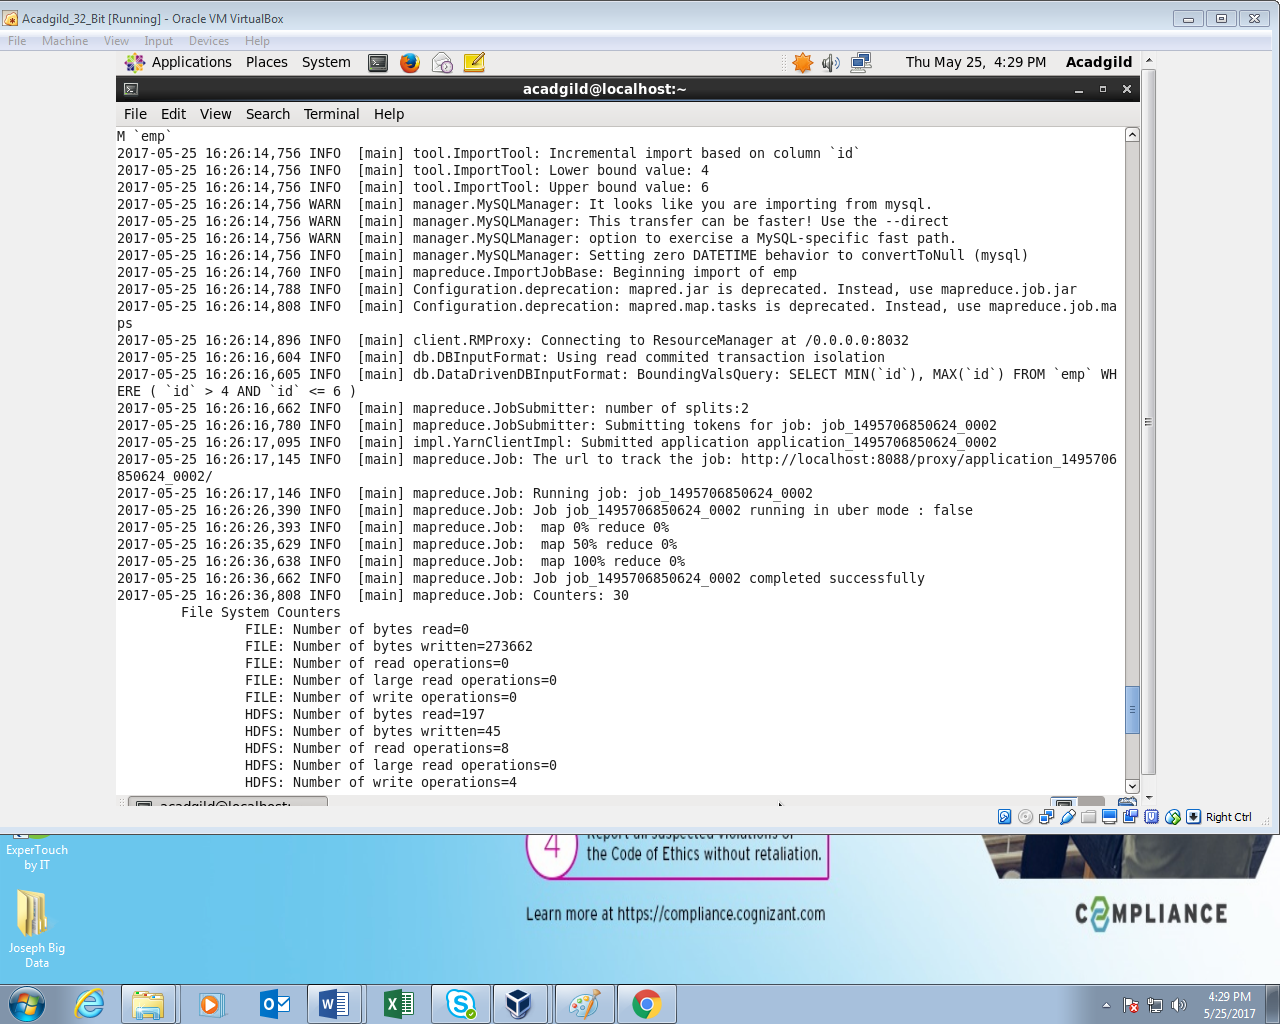 Acadgild_32_Bit [Running] - Oracle VM VirtualBox
File Machine View Input Devices Help
Applications Places System Thu May 25, 4:29 PM Acadgild
acadgild@localhost:~
File Edit View Search Terminal Help
M `emp`
2017-05-25 16:26:14,756 INFO  [main] tool.ImportTool: Incremental import based on column `id`
2017-05-25 16:26:14,756 INFO  [main] tool.ImportTool: Lower bound value: 4
2017-05-25 16:26:14,756 INFO  [main] tool.ImportTool: Upper bound value: 6
2017-05-25 16:26:14,756 WARN  [main] manager.MySQLManager: It looks like you are importing from mysql.
2017-05-25 16:26:14,756 WARN  [main] manager.MySQLManager: This transfer can be faster! Use the --direct
2017-05-25 16:26:14,756 WARN  [main] manager.MySQLManager: option to exercise a MySQL-specific fast path.
2017-05-25 16:26:14,756 INFO  [main] manager.MySQLManager: Setting zero DATETIME behavior to convertToNull (mysql)
2017-05-25 16:26:14,760 INFO  [main] mapreduce.ImportJobBase: Beginning import of emp
2017-05-25 16:26:14,788 INFO  [main] Configuration.deprecation: mapred.jar is deprecated. Instead, use mapreduce.job.jar
2017-05-25 16:26:14,808 INFO  [main] Configuration.deprecation: mapred.map.tasks is deprecated. Instead, use mapreduce.job.ma
ps
2017-05-25 16:26:14,896 INFO  [main] client.RMProxy: Connecting to ResourceManager at /0.0.0.0:8032
2017-05-25 16:26:16,604 INFO  [main] db.DBInputFormat: Using read commited transaction isolation
2017-05-25 16:26:16,605 INFO  [main] db.DataDrivenDBInputFormat: BoundingValsQuery: SELECT MIN(`id`), MAX(`id`) FROM `emp` WH
ERE ( `id` > 4 AND `id` <= 6 )
2017-05-25 16:26:16,662 INFO  [main] mapreduce.JobSubmitter: number of splits:2
2017-05-25 16:26:16,780 INFO  [main] mapreduce.JobSubmitter: Submitting tokens for job: job_1495706850624_0002
2017-05-25 16:26:17,095 INFO  [main] impl.YarnClientImpl: Submitted application application_1495706850624_0002
2017-05-25 16:26:17,145 INFO  [main] mapreduce.Job: The url to track the job: http://localhost:8088/proxy/application_1495706
850624_0002/
2017-05-25 16:26:17,146 INFO  [main] mapreduce.Job: Running job: job_1495706850624_0002
2017-05-25 16:26:26,390 INFO  [main] mapreduce.Job: Job job_1495706850624_0002 running in uber mode : false
2017-05-25 16:26:26,393 INFO  [main] mapreduce.Job:  map 0% reduce 0%
2017-05-25 16:26:35,629 INFO  [main] mapreduce.Job:  map 50% reduce 0%
2017-05-25 16:26:36,638 INFO  [main] mapreduce.Job:  map 100% reduce 0%
2017-05-25 16:26:36,662 INFO  [main] mapreduce.Job: Job job_1495706850624_0002 completed successfully
2017-05-25 16:26:36,808 INFO  [main] mapreduce.Job: Counters: 30
File System Counters
FILE: Number of bytes read=0
FILE: Number of bytes written=273662
FILE: Number of read operations=0
FILE: Number of large read operations=0
FILE: Number of write operations=0
HDFS: Number of bytes read=197
HDFS: Number of bytes written=45
HDFS: Number of read operations=8
HDFS: Number of large read operations=0
HDFS: Number of write operations=4
acadgild@localhost:
Right Ctrl
ExperTouch
by IT
4 Report all suspected violations of
the Code of Ethics without retaliation.
Learn more at https://compliance.cognizant.com
COMPLIANCE
Joseph Big
Data
4:29 PM
5/25/2017